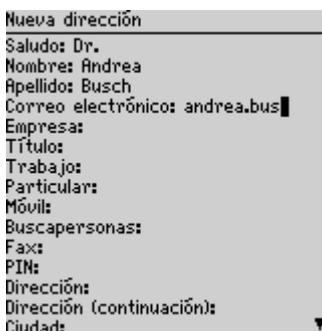 Nueva dirección
Saludo: Dr.
Nombre: Andrea
Apellido: Busch
Correo electrónico: andrea.bus
Empresa:
Título:
Trabajo:
Particular:
Móvil:
Buscapersonas:
Fax:
PIN:
Dirección:
Dirección (continuación):
Ciudad: